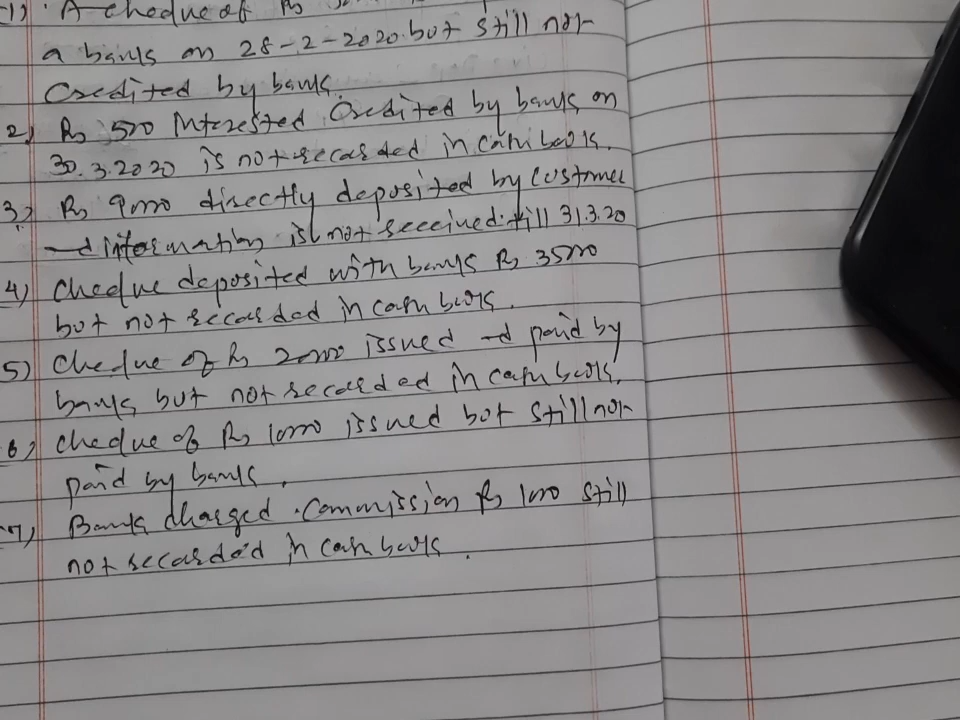 1) A cheque of Rs
a bank on 28-2-2020 but still not
Credited by bank.
2) Rs 500 Interested Credited by bank on
30.3.2020 is not recorded in cash book.
3) Rs 9000 directly deposited by customer
information is not received till 31.3.20
4) Cheque deposited with bank Rs 35000
but not recorded in cash book.
5) Cheque of Rs 20000 issued and paid by
bank but not recorded in cash book.
6) Cheque of Rs 10000 issued but still not
paid by bank.
7) Bank charged Commission Rs 1000 still
not recorded in cash book.